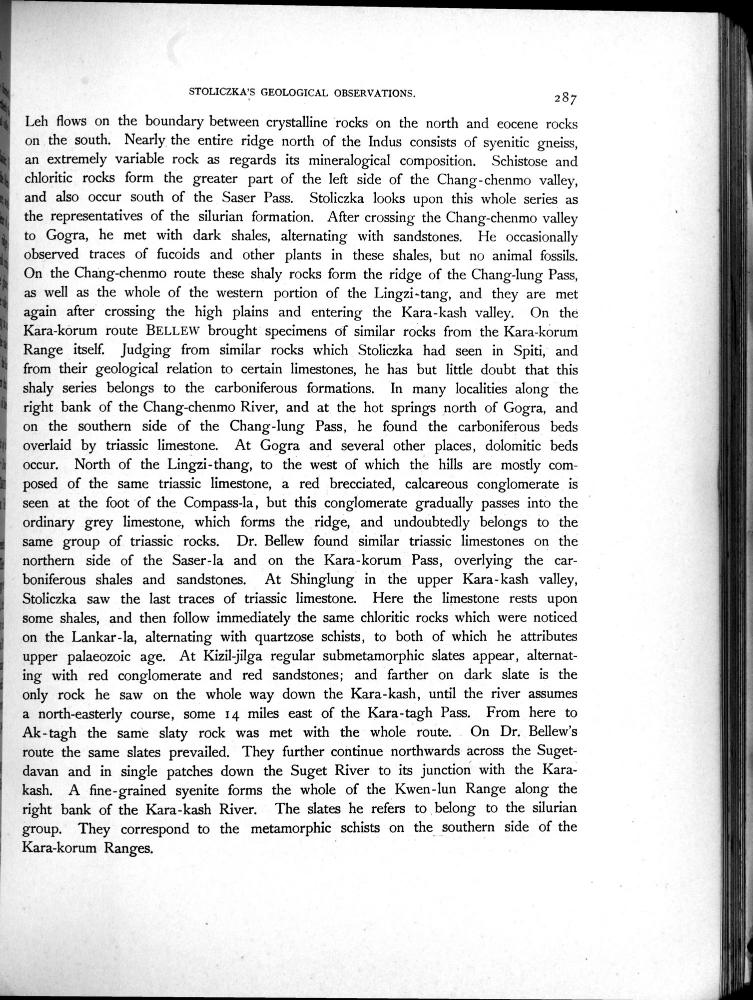 STOLICZKA'S GEOLOGICAL OBSERVATIONS.
287
Leh flows on the boundary between crystalline rocks on the north and eocene rocks
on the south. Nearly the entire ridge north of the Indus consists of syenitic gneiss,
an extremely variable rock as regards its mineralogical composition. Schistose and
chloritic rocks form the greater part of the left side of the Chang-chenmo valley,
and also occur south of the Saser Pass. Stoliczka looks upon this whole series as
the representatives of the silurian formation. After crossing the Chang-chenmo valley
to Gogra, he met with dark shales, alternating with sandstones. He occasionally
observed traces of fucoids and other plants in these shales, but no animal fossils.
On the Chang-chenmo route these shaly rocks form the ridge of the Chang-lung Pass,
as well as the whole of the western portion of the Lingzi-tang, and they are met
again after crossing the high plains and entering the Kara-kash valley. On the
Kara-korum route BELLEW brought specimens of similar rocks from the Kara-korum
Range itself. Judging from similar rocks which Stoliczka had seen in Spiti, and
from their geological relation to certain limestones, he has but little doubt that this
shaly series belongs to the carboniferous formations. In many localities along the
right bank of the Chang-chenmo River, and at the hot springs north of Gogra, and
on the southern side of the Chang-lung Pass, he found the carboniferous beds
overlaid by triassic limestone. At Gogra and several other places, dolomitic beds
occur. North of the Lingzi-thang, to the west of which the hills are mostly com-
posed of the same triassic limestone, a red brecciated, calcareous conglomerate is
seen at the foot of the Compass-la, but this conglomerate gradually passes into the
ordinary grey limestone, which forms the ridge, and undoubtedly belongs to the
same group of triassic rocks. Dr. Bellew found similar triassic limestones on the
northern side of the Saser-la and on the Kara-korum Pass, overlying the car-
boniferous shales and sandstones. At Shinglung in the upper Kara-kash valley,
Stoliczka saw the last traces of triassic limestone. Here the limestone rests upon
some shales, and then follow immediately the same chloritic rocks which were noticed
on the Lankar-la, alternating with quartzose schists, to both of which he attributes
upper palaeozoic age. At Kizil-jilga regular submetamorphic slates appear, alternat-
ing with red conglomerate and red sandstones; and farther on dark slate is the
only rock he saw on the whole way down the Kara-kash, until the river assumes
a north-easterly course, some 14 miles east of the Kara-tagh Pass. From here to
Ak-tagh the same slaty rock was met with the whole route. On Dr. Bellew's
route the same slates prevailed. They further continue northwards across the Suget-
davan and in single patches down the Suget River to its junction with the Kara-
kash. A fine-grained syenite forms the whole of the Kwen-lun Range along the
right bank of the Kara-kash River. The slates he refers to belong to the silurian
group. They correspond to the metamorphic schists on the southern side of the
Kara-korum Ranges.